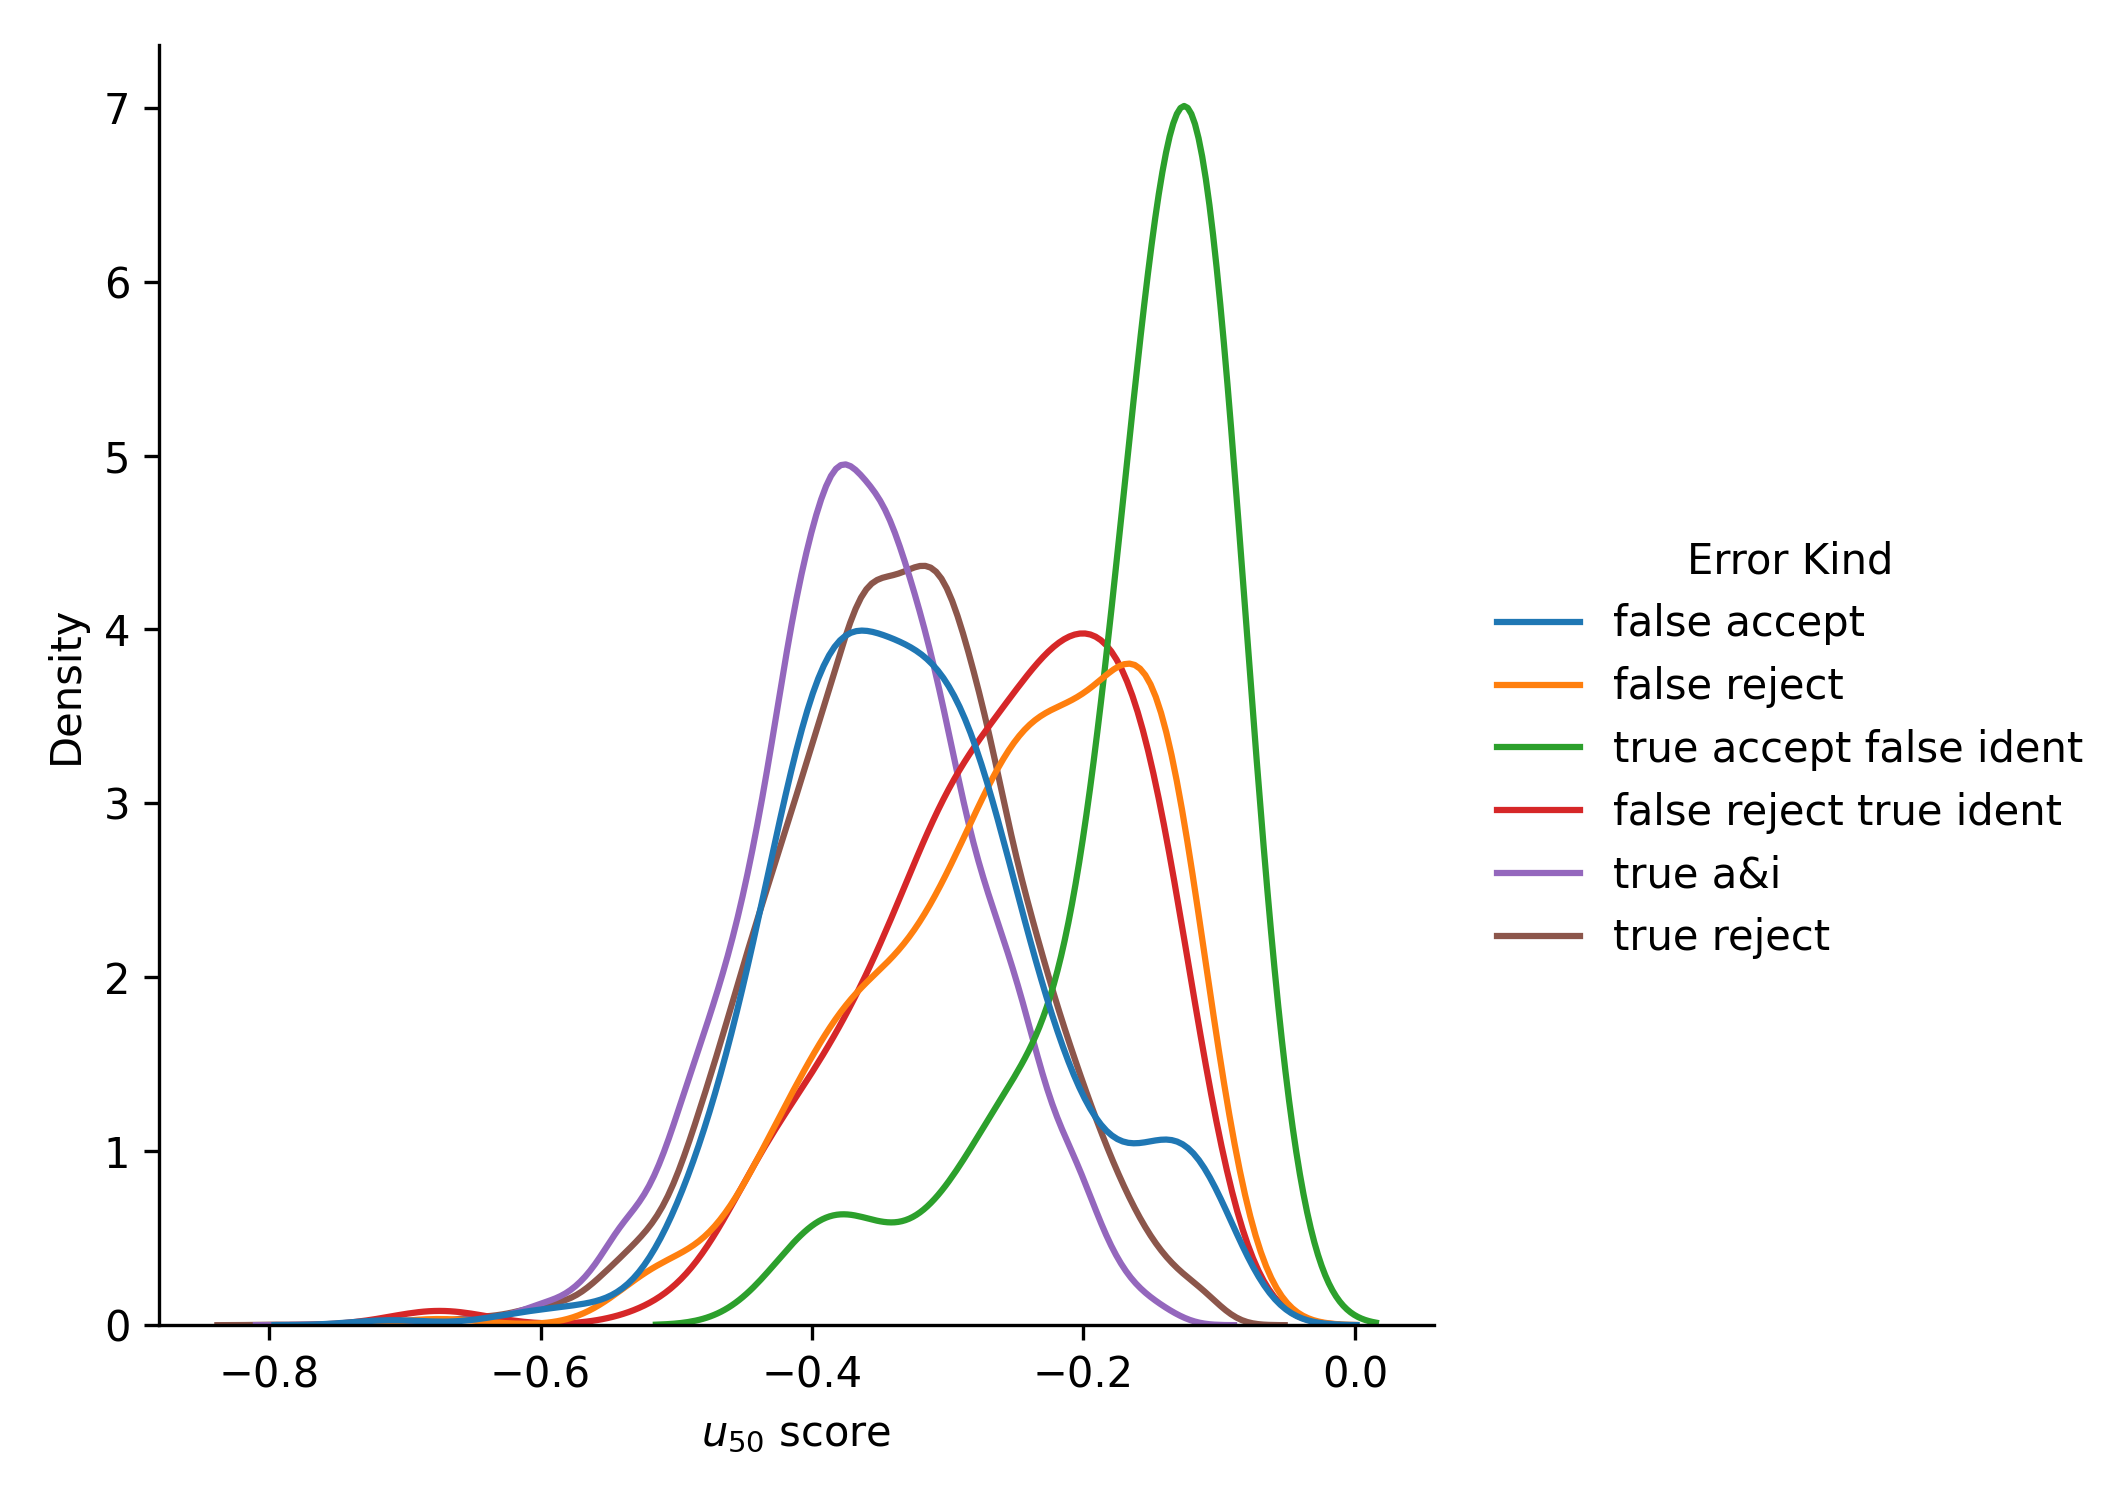 7
6
5
4
3
2
1
0
Density
−0.8 −0.6 −0.4 −0.2 0.0
u₅₀ score
Error Kind
false accept
false reject
true accept false ident
false reject true ident
true a&i
true reject